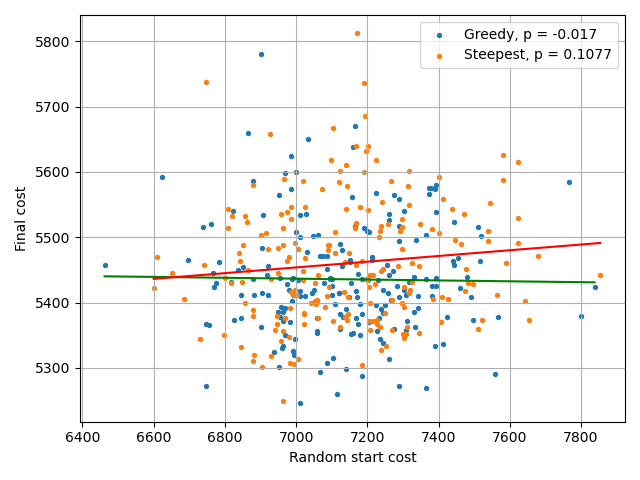 Greedy, p = -0.017
Steepest, p = 0.1077
Final cost
5800
5700
5600
5500
5400
5300
6400 6600 6800 7000 7200 7400 7600 7800
Random start cost